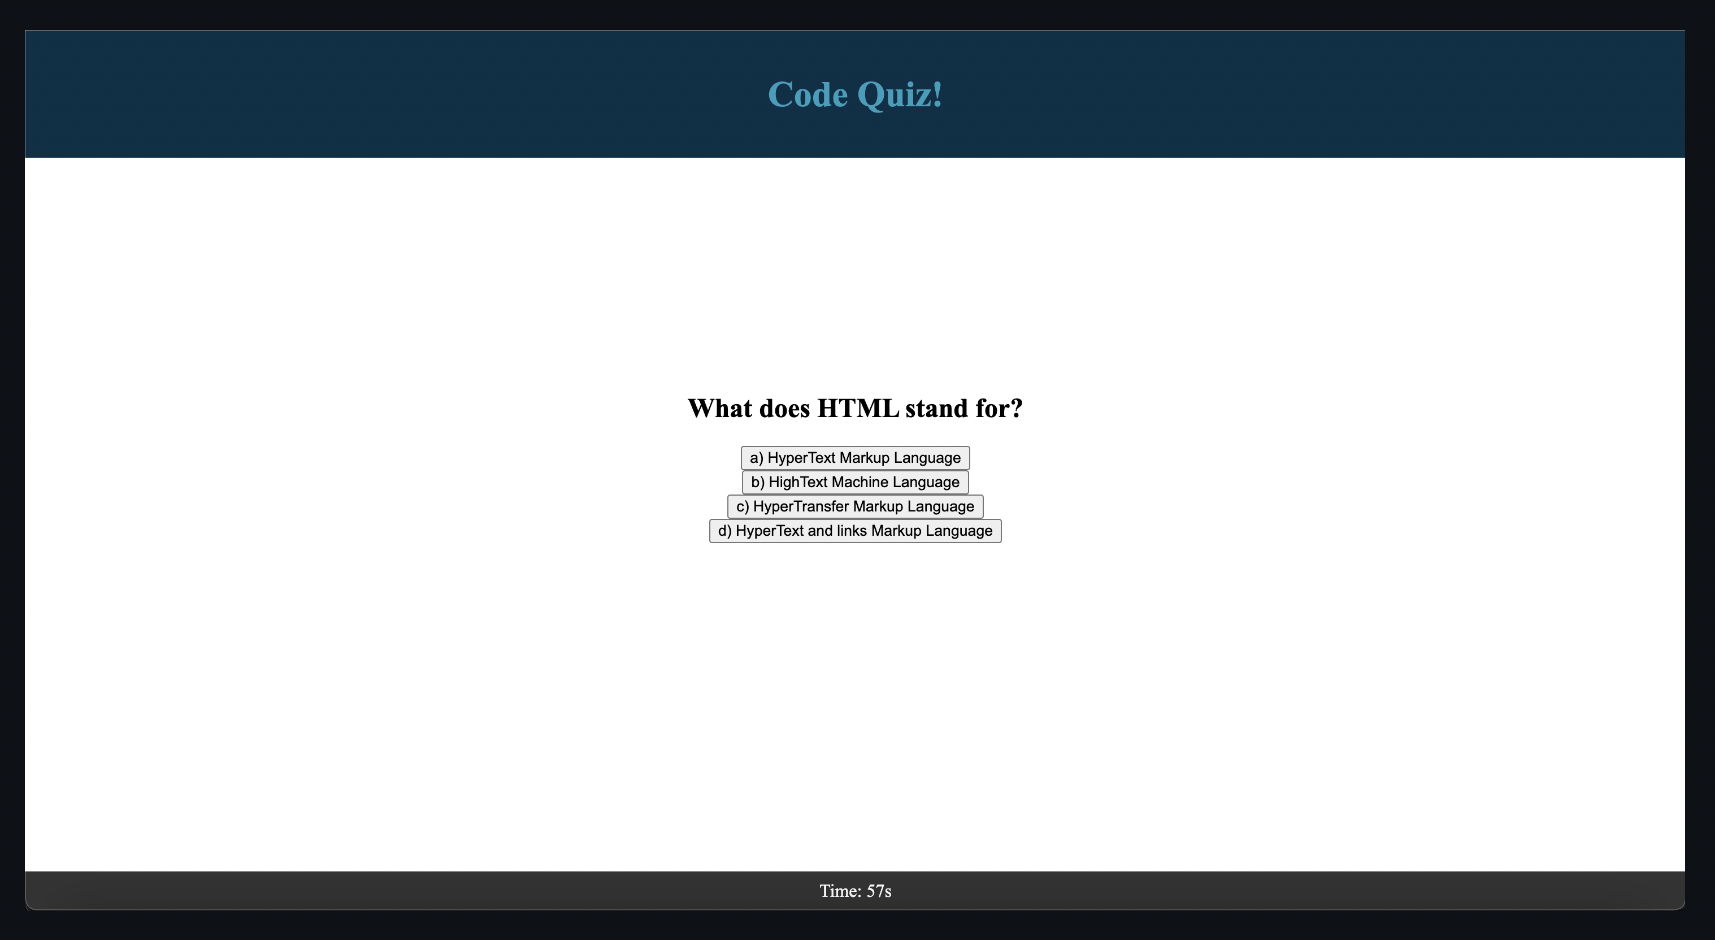 Code Quiz!
What does HTML stand for?
a) HyperText Markup Language
b) HighText Machine Language
c) HyperTransfer Markup Language
d) HyperText and links Markup Language
Time: 57s